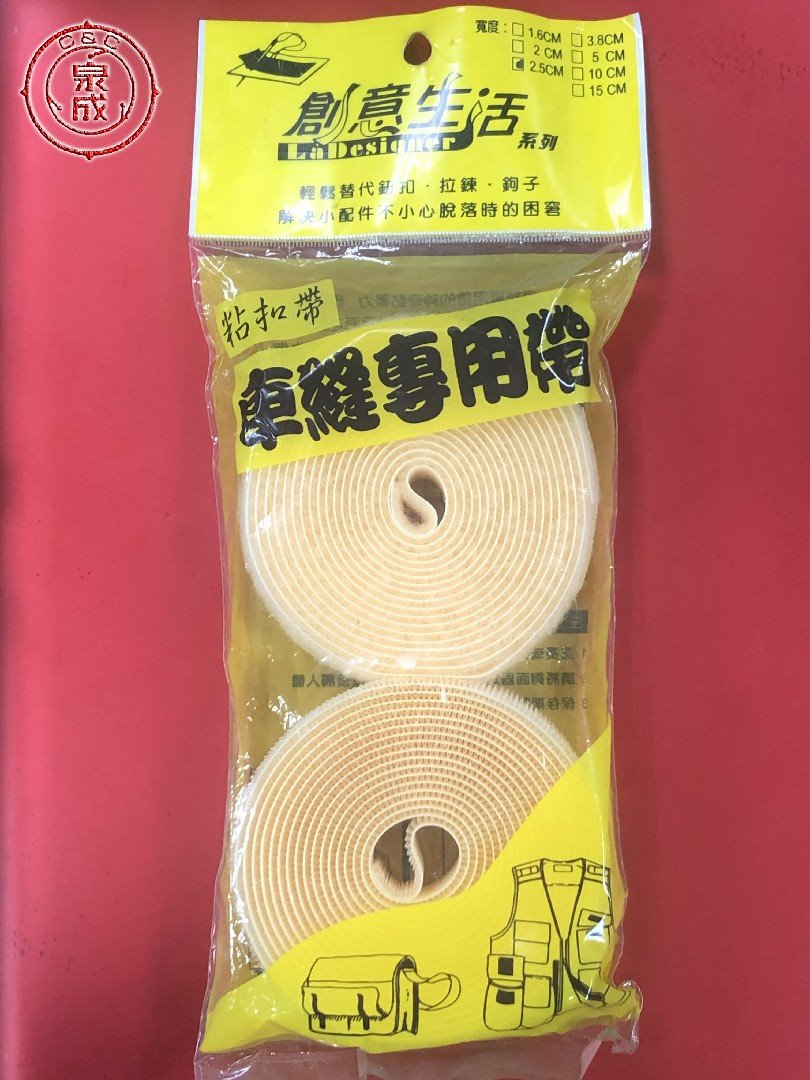 C & C
泉成
寬度：□ 1.6CM □ 3.8CM
□ 2 CM □ 5 CM
■ 2.5CM □ 10 CM
□ 15 CM
創意生活
LàDesigner 系列
輕鬆替代鈕扣．拉鍊．鉤子
解決小配件不小心脫落時的困窘
粘扣帶
車縫專用帶